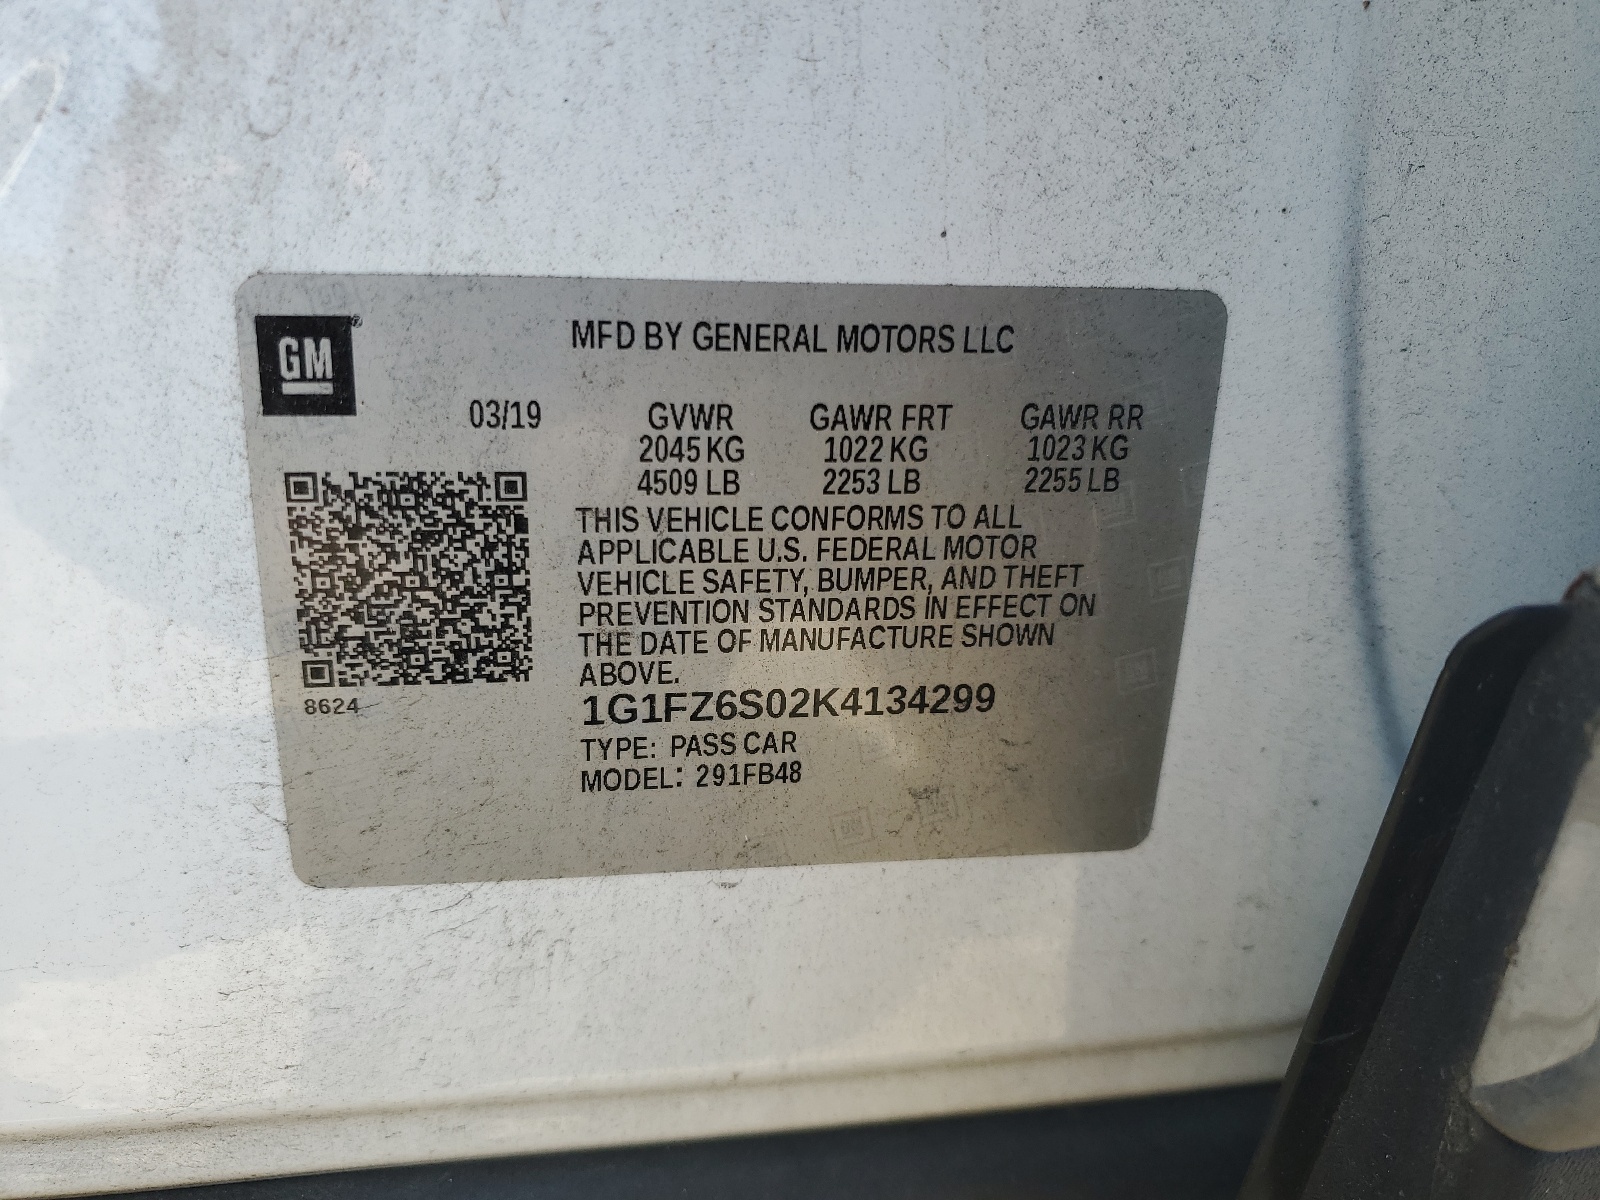 GM®
MFD BY GENERAL MOTORS LLC
03/19 GVWR GAWR FRT GAWR RR
2045 KG 1022 KG 1023 KG
4509 LB 2253 LB 2255 LB
THIS VEHICLE CONFORMS TO ALL
APPLICABLE U.S. FEDERAL MOTOR
VEHICLE SAFETY, BUMPER, AND THEFT
PREVENTION STANDARDS IN EFFECT ON
THE DATE OF MANUFACTURE SHOWN
ABOVE.
8624
1G1FZ6S02K4134299
TYPE: PASS CAR
MODEL: 291FB48